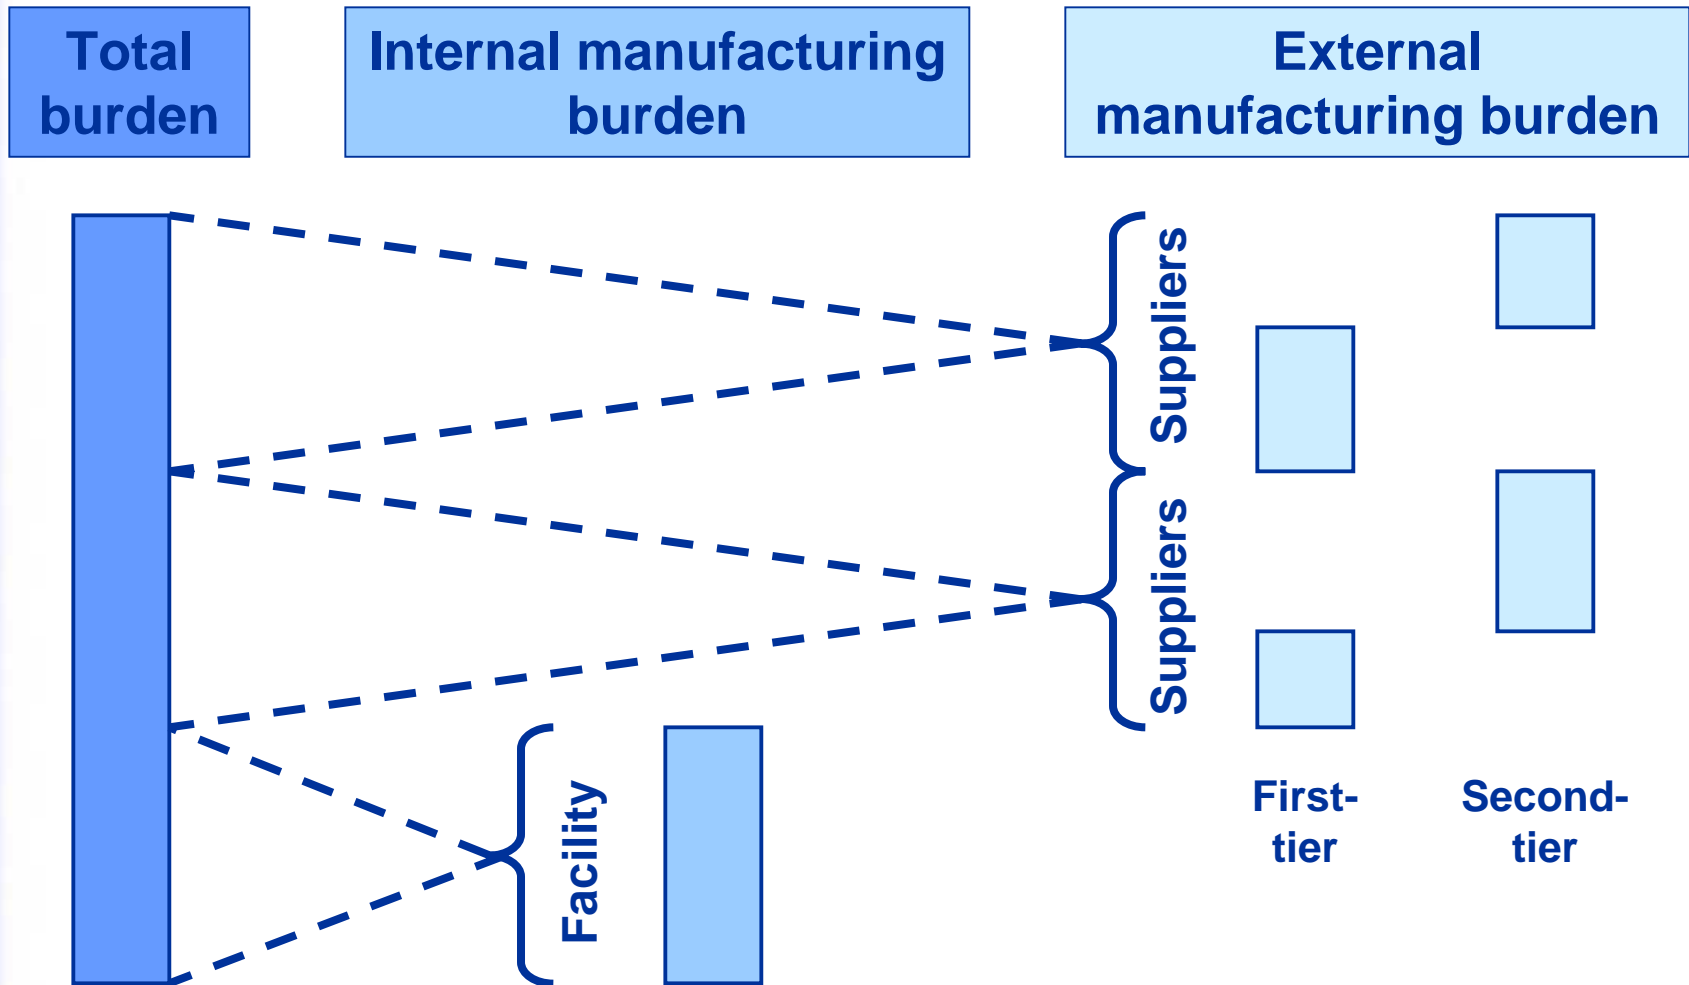 Total
burden
Internal manufacturing
burden
External
manufacturing burden
Suppliers
Suppliers
Facility
First-
tier
Second-
tier